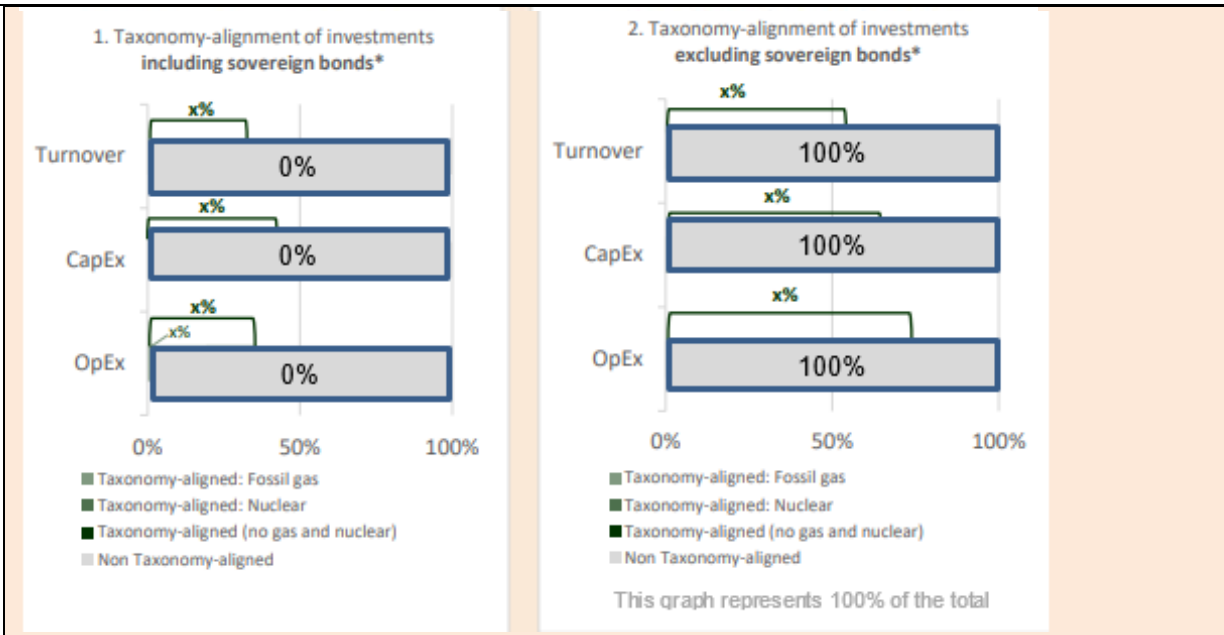 1. Taxonomy-alignment of investments
including sovereign bonds*
x%
Turnover
0%
x%
CapEx
0%
x%
x%
OpEx
0%
0%
50%
100%
Taxonomy-aligned: Fossil gas
Taxonomy-aligned: Nuclear
Taxonomy-aligned (no gas and nuclear)
Non Taxonomy-aligned
2. Taxonomy-alignment of investments
excluding sovereign bonds*
x%
Turnover
100%
x%
CapEx
100%
x%
OpEx
100%
0%
50%
100%
Taxonomy-aligned: Fossil gas
Taxonomy-aligned: Nuclear
Taxonomy-aligned (no gas and nuclear)
Non Taxonomy-aligned
This graph represents 100% of the total